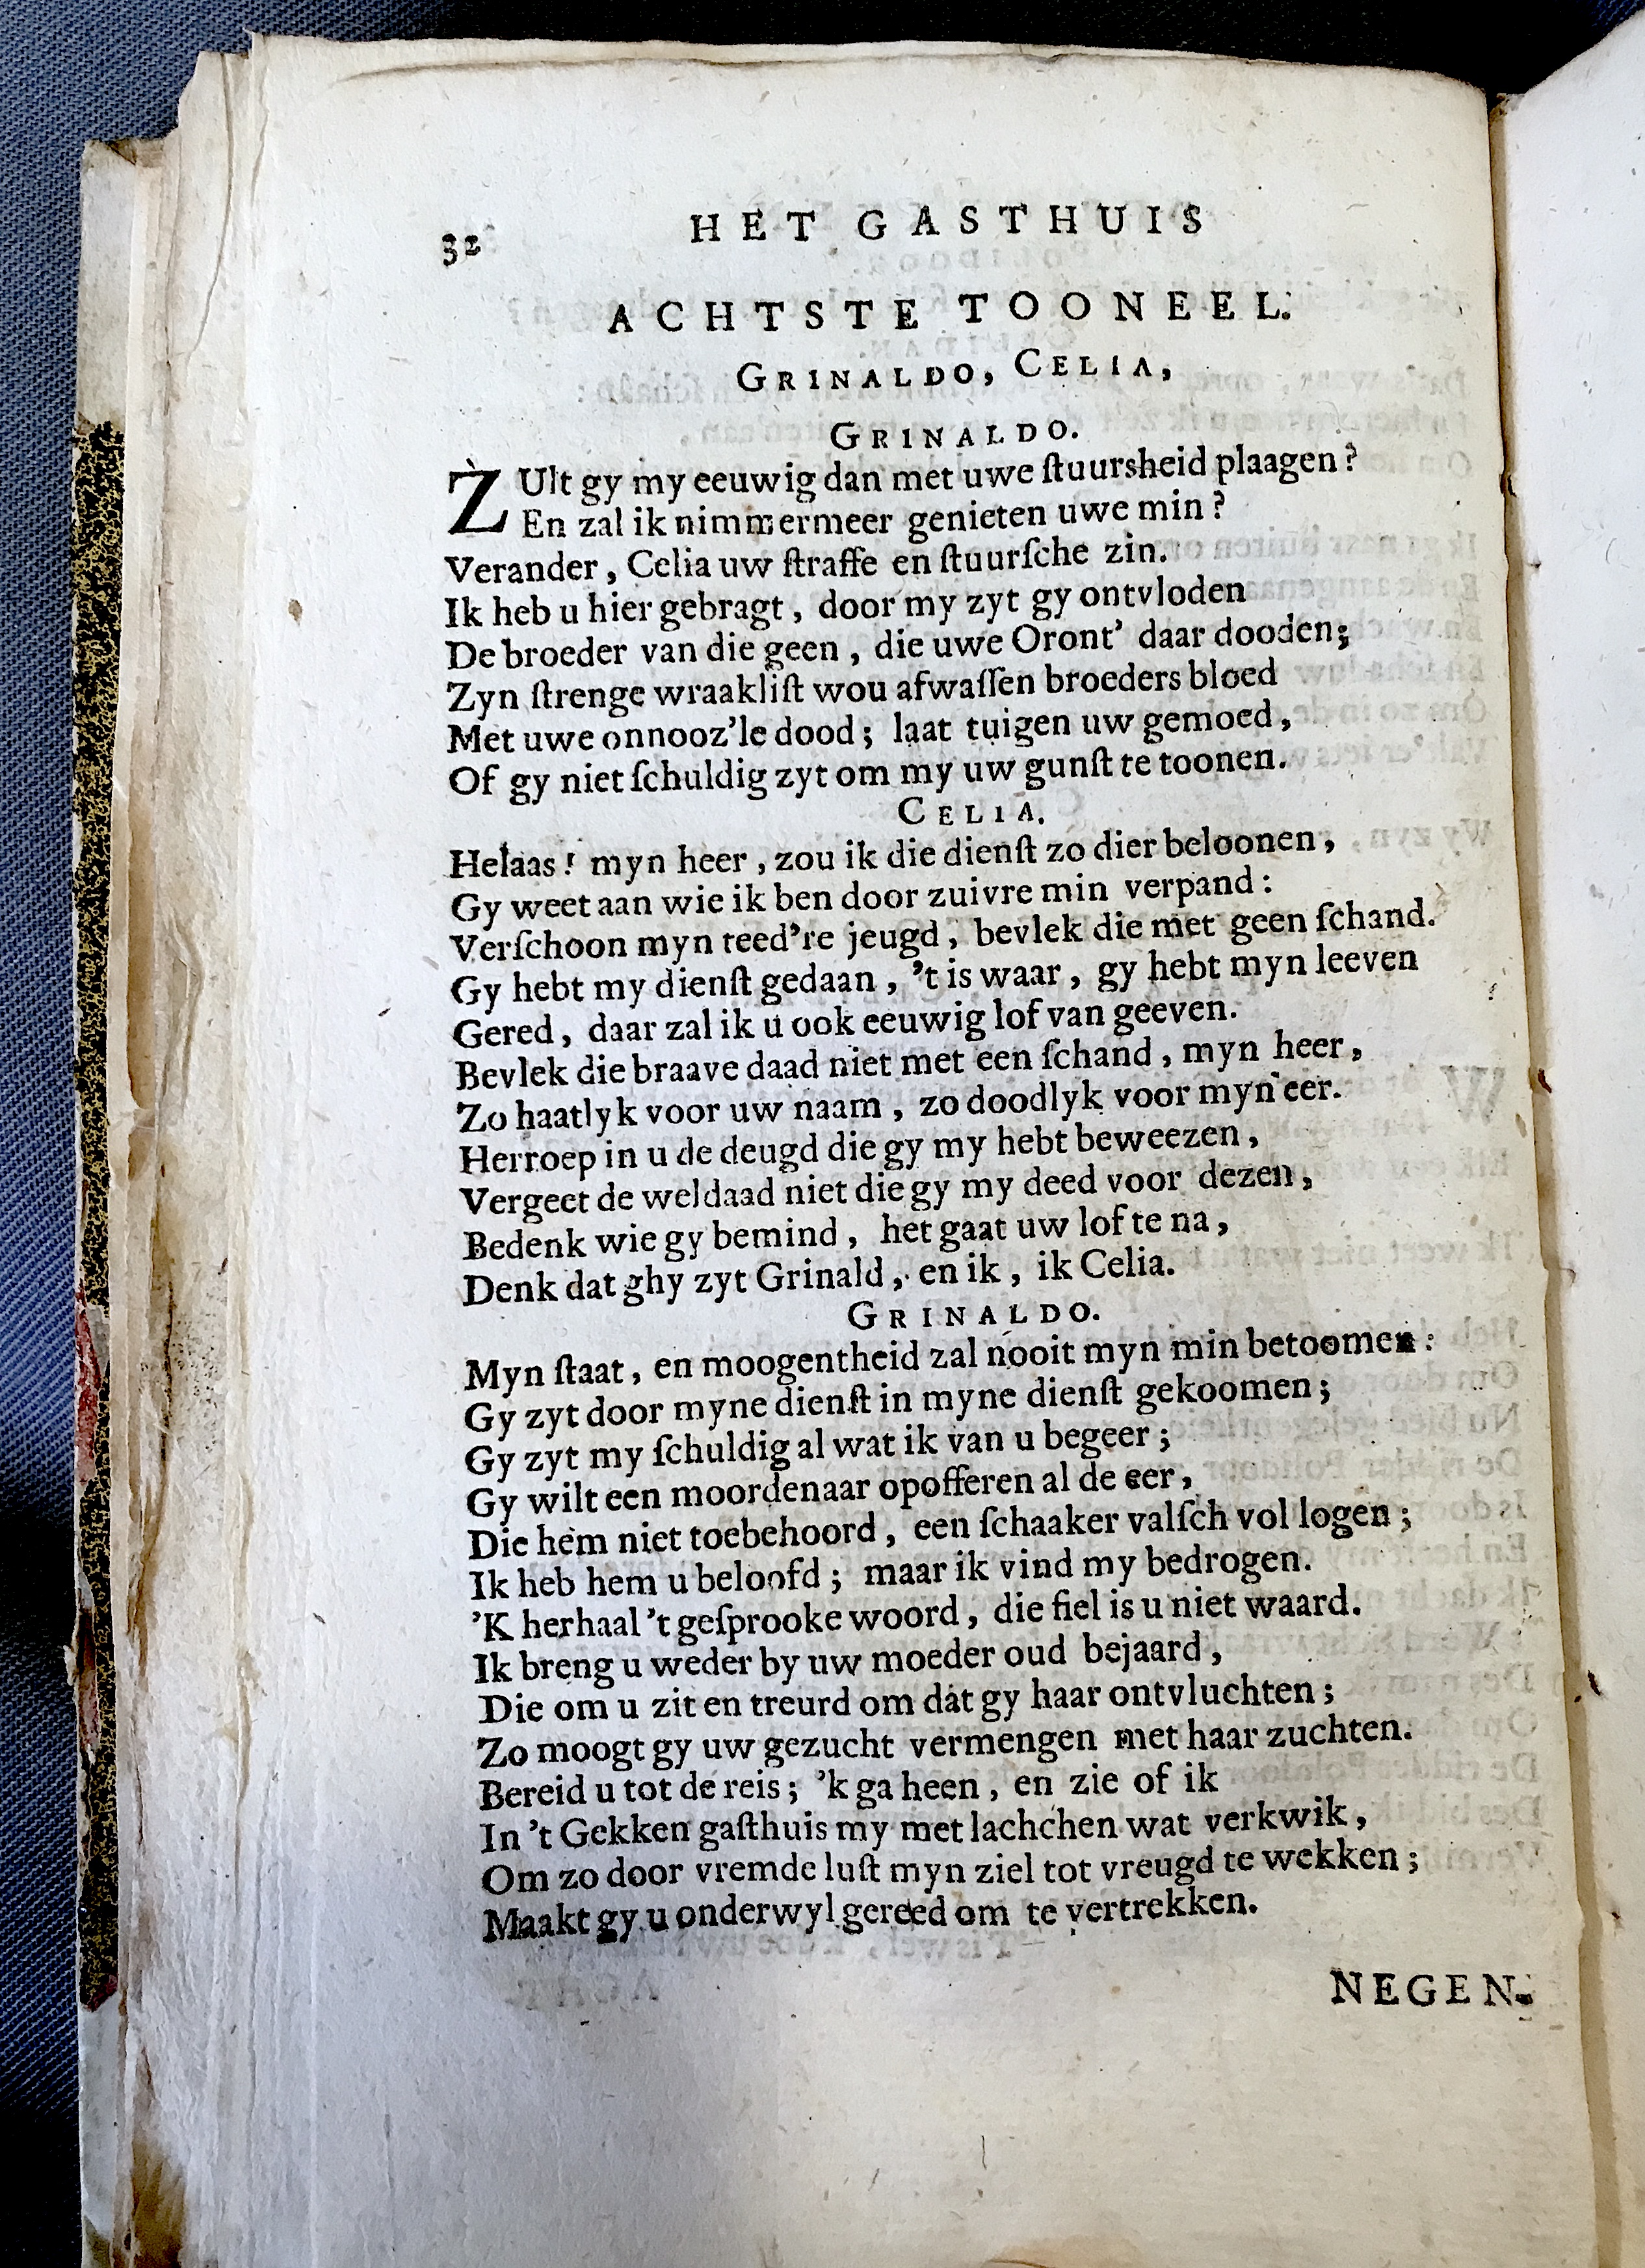 32 HET GASTHUIS
ACHTSTE TOONEEL.
GRINALDO, CELIA,
GRINALDO.
ZUlt gy my eeuwig dan met uwe ſtuursheid plaagen?
En zal ik nimmermeer genieten uwe min?
Verander, Celia uw ſtraffe en ſtuurſche zin.
Ik heb u hier gebragt, door my zyt gy ontvloden
De broeder van die geen, die uwe Oront' daar dooden;
Zyn ſtrenge wraakliſt wou afwaſſen broeders bloed
Met uwe onnooz'le dood; laat tuigen uw gemoed,
Of gy niet ſchuldig zyt om my uw gunſt te toonen.
CELIA.
Helaas! myn heer, zou ik die dienſt zo dier beloonen,
Gy weet aan wie ik ben door zuivre min verpand:
Verſchoon myn teed're jeugd, bevlek die met geen ſchand.
Gy hebt my dienſt gedaan, 't is waar, gy hebt myn leeven
Gered, daar zal ik u ook eeuwig lof van geeven.
Bevlek die braave daad niet met een ſchand, myn heer,
Zo haatlyk voor uw naam, zo doodlyk voor myn eer.
Herroep in u de deugd die gy my hebt beweezen,
Vergeet de weldaad niet die gy my deed voor dezen,
Bedenk wie gy bemind, het gaat uw lof te na,
Denk dat ghy zyt Grinald, en ik, ik Celia.
GRINALDO.
Myn ſtaat, en moogentheid zal nooit myn min betoomen:
Gy zyt door myne dienſt in myne dienſt gekoomen;
Gy zyt my ſchuldig al wat ik van u begeer;
Gy wilt een moordenaar opofferen al de eer,
Die hem niet toebehoord, een ſchaaker valſch vol logen;
Ik heb hem u beloofd; maar ik vind my bedrogen.
'K herhaal 't geſprooke woord, die fiel is u niet waard.
Ik breng u weder by uw moeder oud bejaard,
Die om u zit en treurd om dat gy haar ontvluchten;
Zo moogt gy uw gezucht vermengen met haar zuchten.
Bereid u tot de reis; 'k ga heen, en zie of ik
In 't Gekken gaſthuis my met lachchen wat verkwik,
Om zo door vremde luſt myn ziel tot vreugd te wekken;
Maakt gy u onderwyl gereed om te vertrekken.
NEGEN-